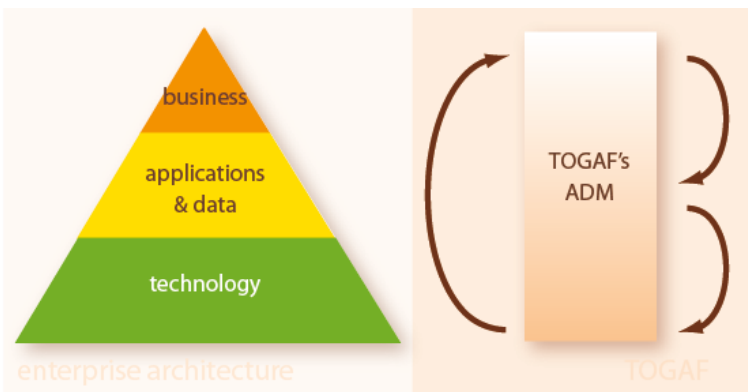 business
applications
& data
technology
enterprise architecture
TOGAF's
ADM
TOGAF